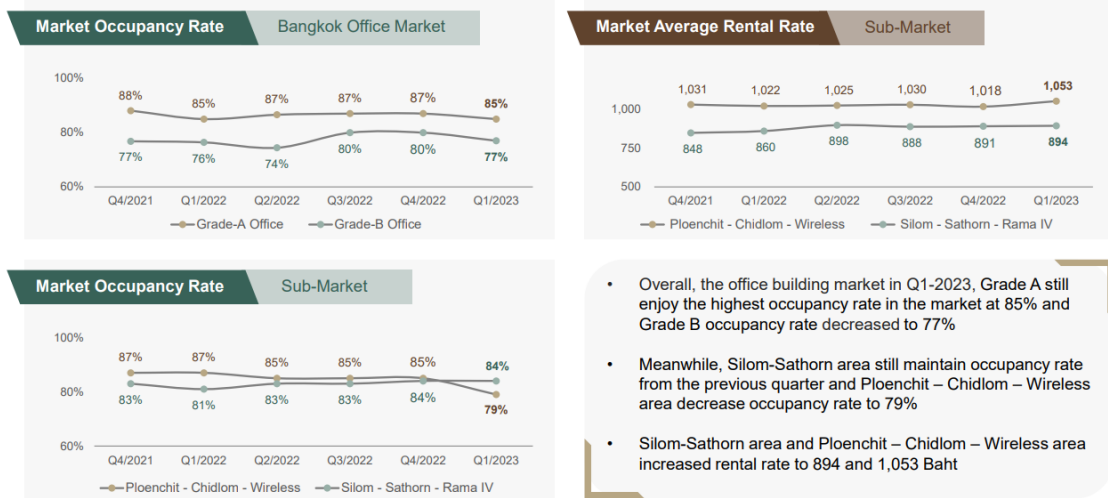 Market Occupancy Rate
Bangkok Office Market
100%
80%
60%
88%
85%
87%
87%
87%
85%
77%
76%
74%
80%
80%
77%
Q4/2021
Q1/2022
Q2/2022
Q3/2022
Q4/2022
Q1/2023
Grade-A Office
Grade-B Office
Market Average Rental Rate
Sub-Market
1,000
750
500
1,031
1,022
1,025
1,030
1,018
1,053
848
860
898
888
891
894
Q4/2021
Q1/2022
Q2/2022
Q3/2022
Q4/2022
Q1/2023
Ploenchit - Chidlom - Wireless
Silom - Sathorn - Rama IV
Market Occupancy Rate
Sub-Market
100%
80%
60%
87%
87%
85%
85%
85%
84%
83%
81%
83%
83%
84%
79%
Q4/2021
Q1/2022
Q2/2022
Q3/2022
Q4/2022
Q1/2023
Ploenchit - Chidlom - Wireless
Silom - Sathorn - Rama IV
• Overall, the office building market in Q1-2023, Grade A still
enjoy the highest occupancy rate in the market at 85% and
Grade B occupancy rate decreased to 77%
• Meanwhile, Silom-Sathorn area still maintain occupancy rate
from the previous quarter and Ploenchit – Chidlom – Wireless
area decrease occupancy rate to 79%
• Silom-Sathorn area and Ploenchit – Chidlom – Wireless area
increased rental rate to 894 and 1,053 Baht